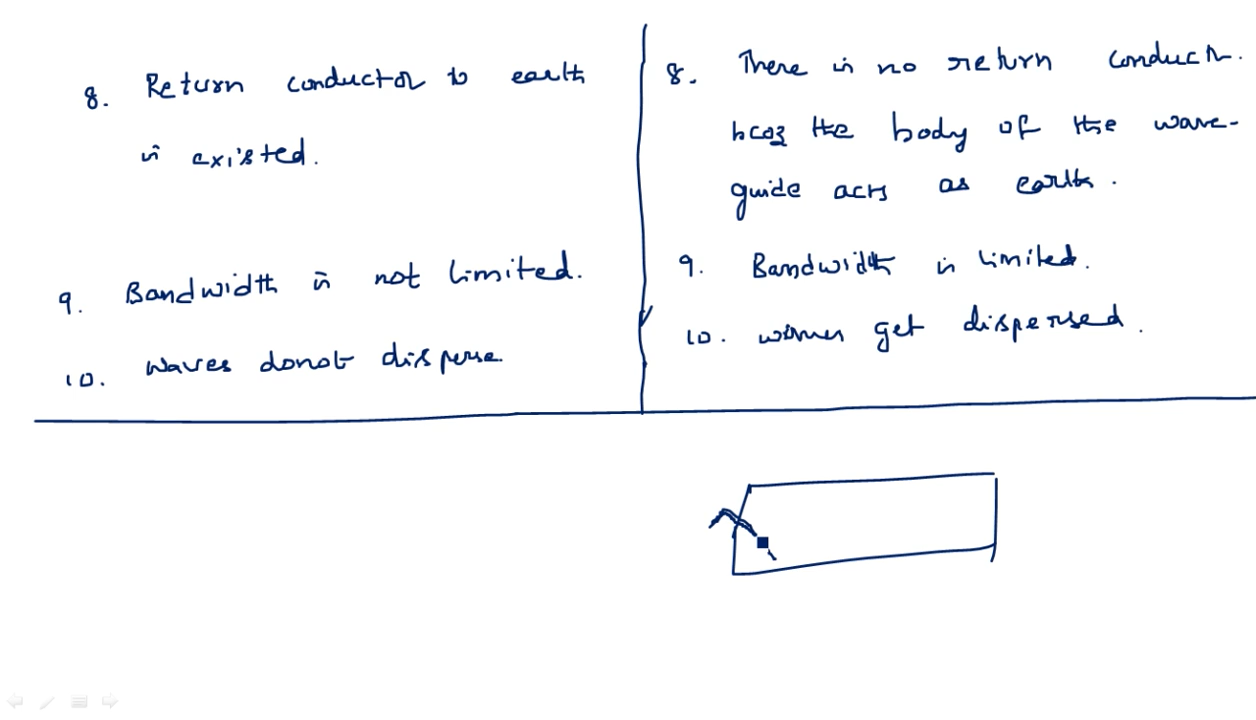 8. Return conductor to earth
is existed.
9. Bandwidth is not limited.
10. Waves donot disperse.
8. There is no return conductr.
bcoz the body of the wave-
guide acts as earth.
9. Bandwidth is limited.
10. get dispersed.